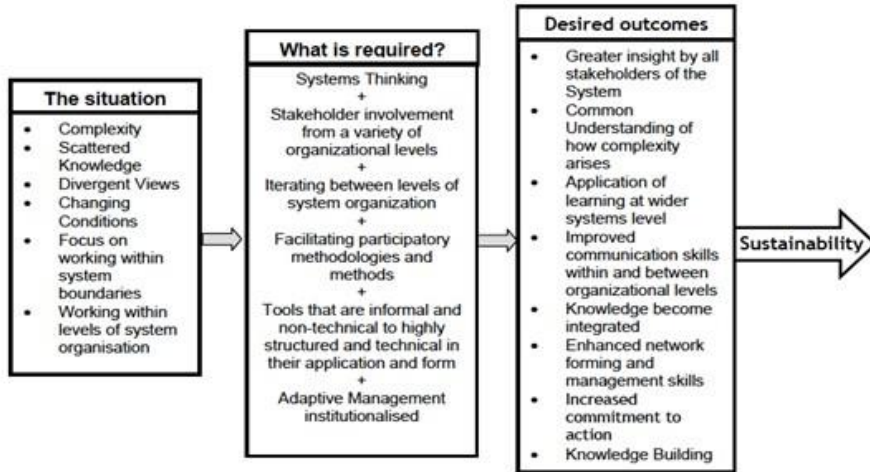 The situation
• Complexity
• Scattered
Knowledge
• Divergent Views
• Changing
Conditions
• Focus on
working within
system
boundaries
• Working within
levels of system
organisation
What is required?
Systems Thinking
+
Stakeholder involvement
from a variety of
organizational levels
+
Iterating between levels of
system organization
+
Facilitating participatory
methodologies and
methods
+
Tools that are informal and
non-technical to highly
structured and technical in
their application and form
+
Adaptive Management
institutionalised
Desired outcomes
• Greater insight by all
stakeholders of the
System
• Common
Understanding of
how complexity
arises
• Application of
learning at wider
systems level
• Improved
communication skills
within and between
organizational levels
• Knowledge become
integrated
• Enhanced network
forming and
management skills
• Increased
commitment to
action
• Knowledge Building
Sustainability